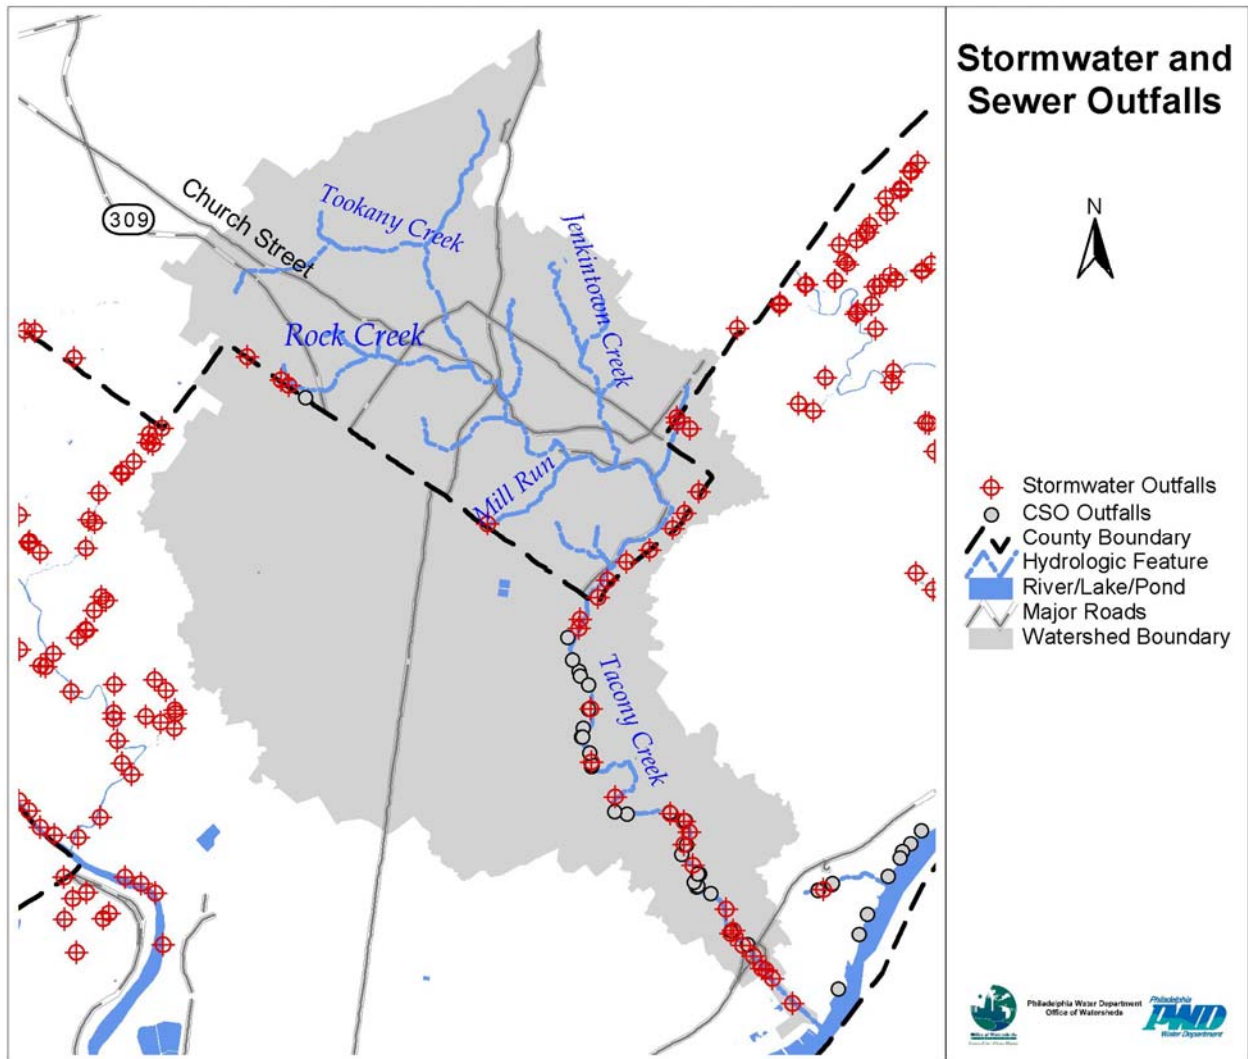 Stormwater and
Sewer Outfalls
N
Church Street
309
Tookany Creek
Jenkintown Creek
Rock Creek
Mill Run
Tacony Creek
Stormwater Outfalls
CSO Outfalls
County Boundary
Hydrologic Feature
River/Lake/Pond
Major Roads
Watershed Boundary
Philadelphia Water Department
Office of Watersheds
Philadelphia
PWD
Water Department